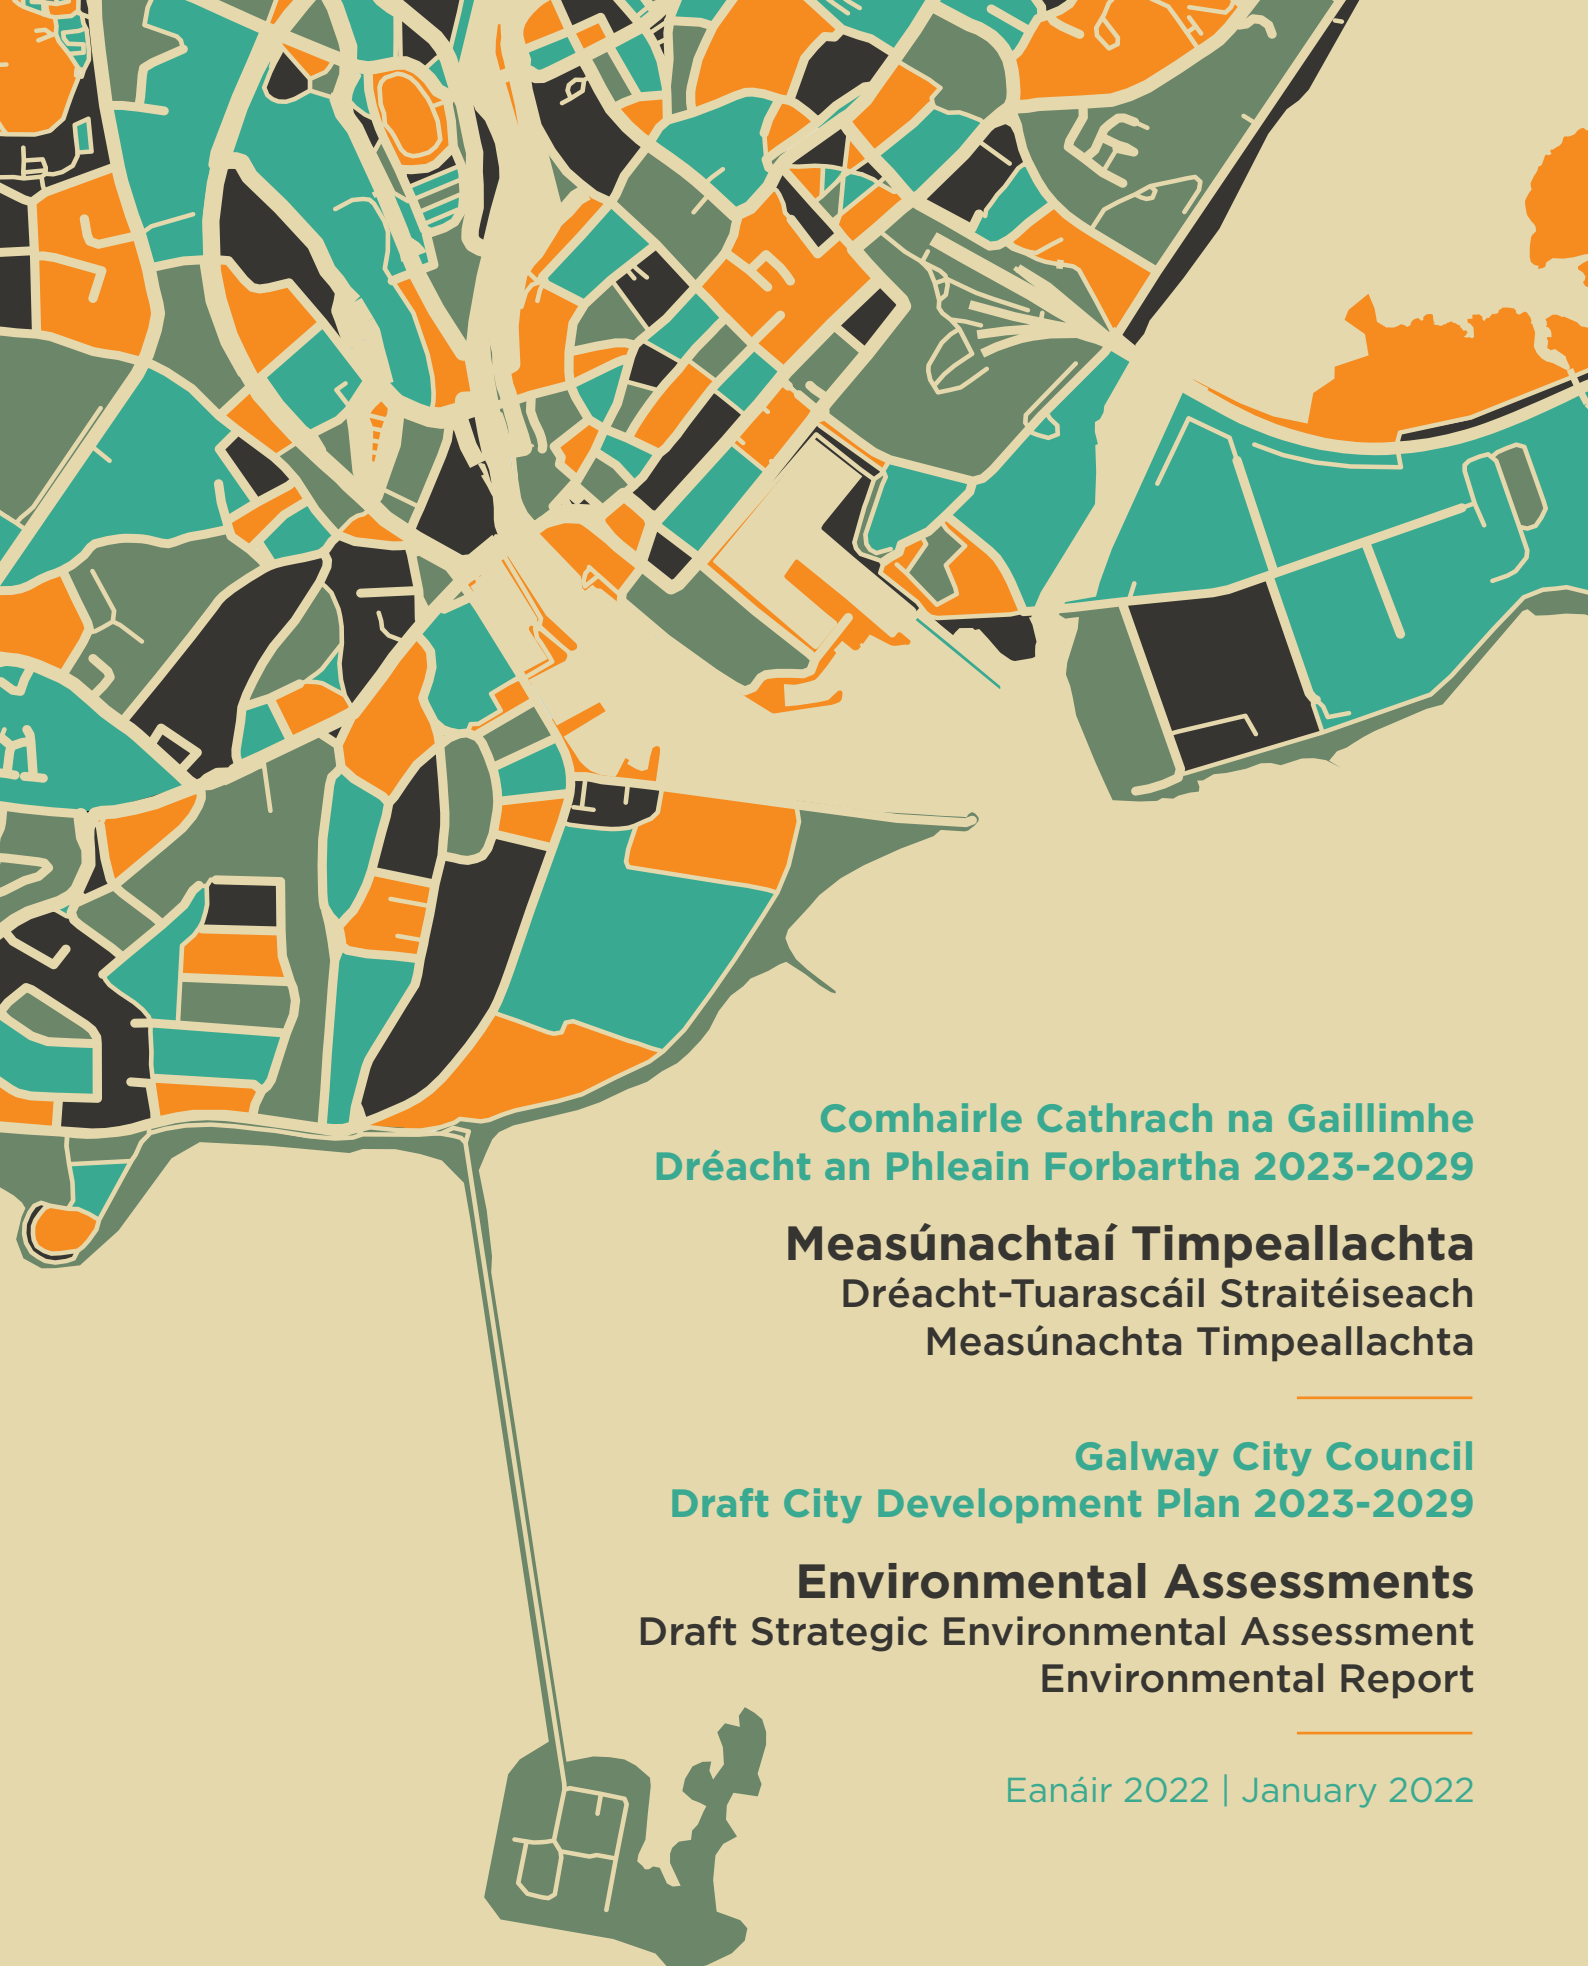 Comhairle Cathrach na Gaillimhe
Dréacht an Phleain Forbartha 2023-2029
Measúnachtaí Timpeallachta
Dréacht-Tuarascáil Straitéiseach
Measúnachta Timpeallachta
Galway City Council
Draft City Development Plan 2023-2029
Environmental Assessments
Draft Strategic Environmental Assessment
Environmental Report
Eanáir 2022 | January 2022